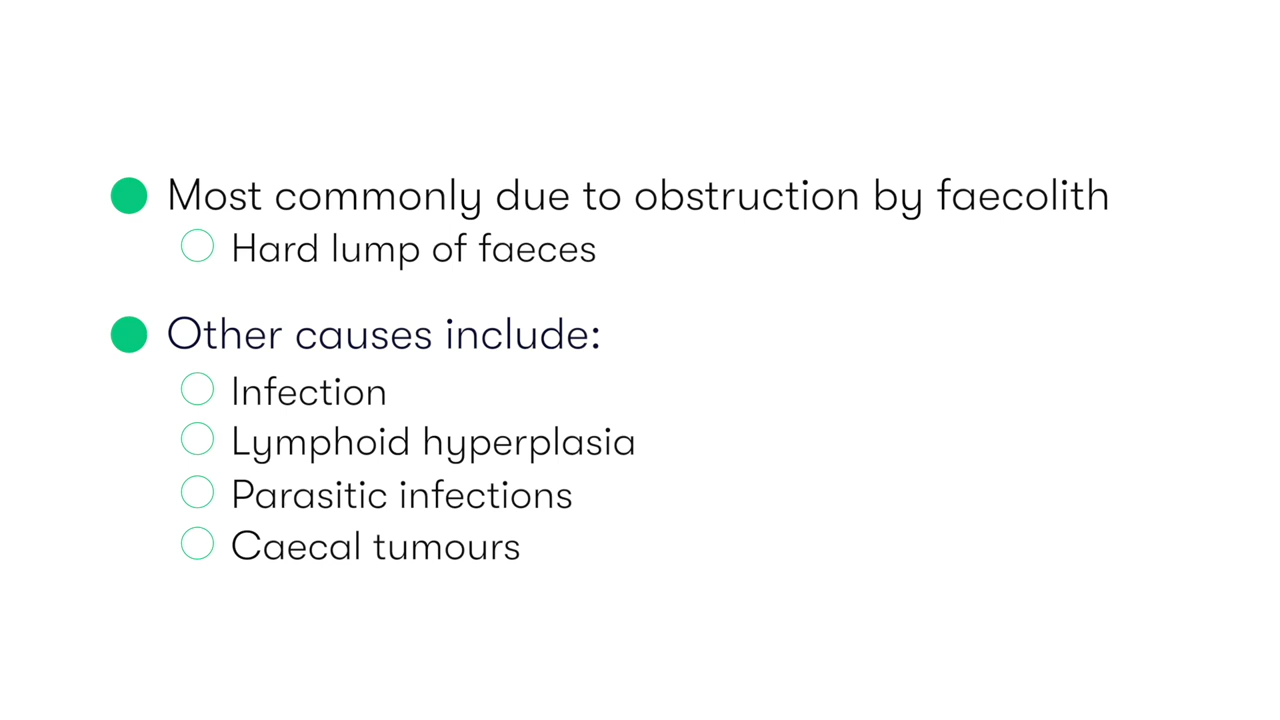 Most commonly due to obstruction by faecolith
Hard lump of faeces
Other causes include:
Infection
Lymphoid hyperplasia
Parasitic infections
Caecal tumours